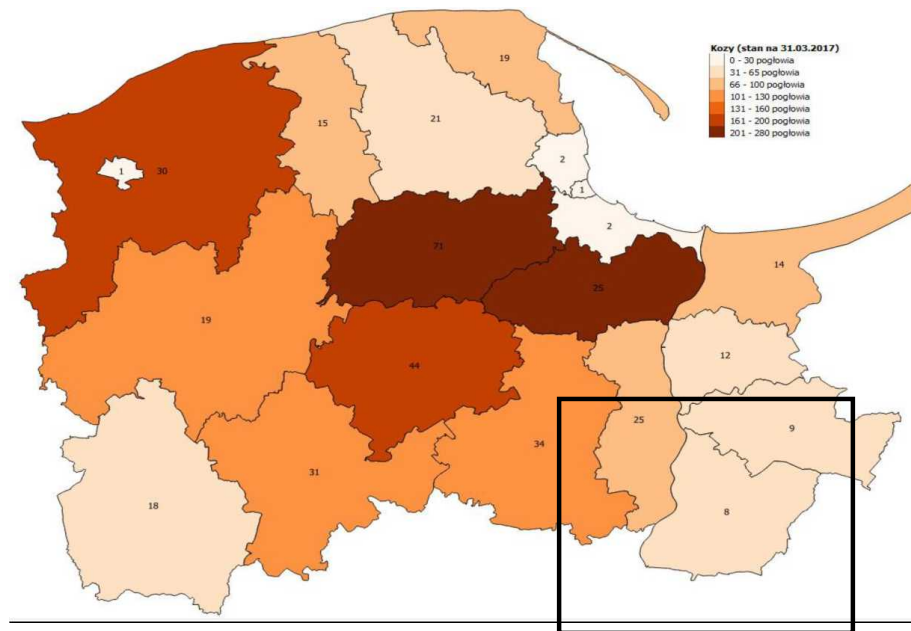 Kozy (stan na 31.03.2017)
0 - 30 pogłowia
31 - 65 pogłowia
66 - 100 pogłowia
101 - 130 pogłowia
131 - 160 pogłowia
161 - 200 pogłowia
201 - 280 pogłowia
19
15
21
2
1
30
1
2
71
25
14
19
12
44
25
9
34
31
18
8